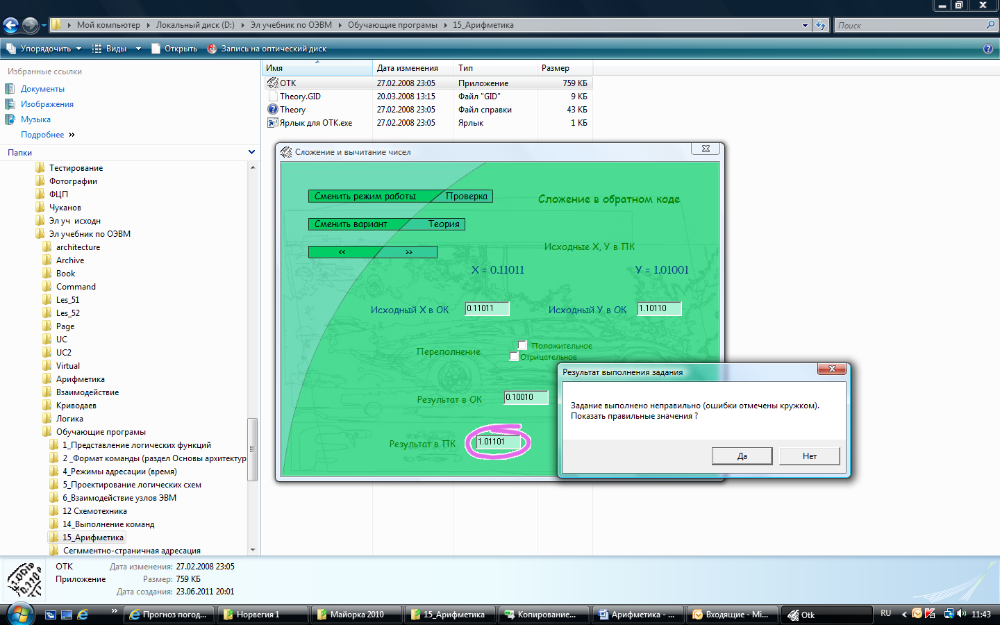 Мой компьютер
Локальный диск (D:)
Эл учебник по ОЭВМ
Обучающие програмы
15_Арифметика
Поиск
Упорядочить
Виды
Открыть
Запись на оптический диск
Избранные ссылки
Документы
Изображения
Музыка
Подробнее »
Папки
Тестирование
Фотографии
ФЦП
Чуканов
Эл уч исходн
Эл учебник по ОЭВМ
architecture
Archive
Book
Command
Les_51
Les_52
Page
UC
UC2
Virtual
Арифметика
Взаимодействие
Криводаев
Логика
Обучающие програмы
1_Представление логических функций
2 _Формат команды (раздел Основы архитектур
4_Режимы адресации (время)
5_Проектирование логических схем
6_Взаимодействие узлов ЭВМ
12 Схемотехника
14_Выполнение команд
15_Арифметика
Сегмментно-страничная адресация
Имя Дата изменения Тип Размер
ОТК 27.02.2008 23:05 Приложение 759 КБ
Theory.GID 20.03.2008 13:15 Файл "GID" 9 КБ
Theory 27.02.2008 23:05 Файл справки 43 КБ
Ярлык для ОТК.exe 27.02.2008 23:05 Ярлык 1 КБ
Сложение и вычитание чисел
Сменить режим работы Проверка
Сложение в обратном коде
Сменить вариант Теория
Исходные X, У в ПК
<< >>
X = 0.11011 У = 1.01001
Исходный X в ОК 0.11011 Исходный У в ОК 1.10110
Переполнение
Положительное
Отрицательное
Результат в ОК 0.10010
Результат в ПК 1.01101
Результат выполнения задания
Задание выполнено неправильно (ошибки отмечены кружком).
Показать правильные значения ?
Да Нет
ОТК Дата изменения: 27.02.2008 23:05
Приложение Размер: 759 КБ
Дата создания: 23.06.2011 20:01
Прогноз погод...
Норвегия 1
Майорка 2010
15_Арифметика
Копирование...
Арифметика - ...
Входящие - Mi...
Otk
RU
11:43